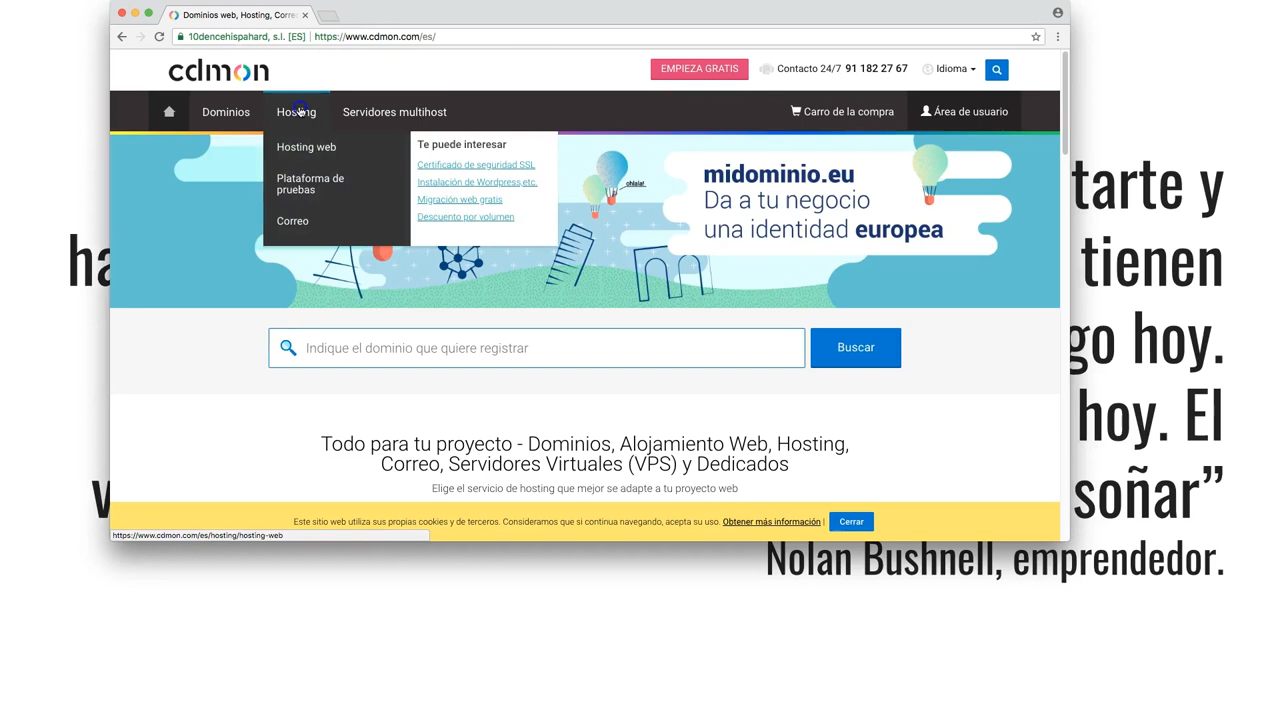 Dominios web, Hosting, Corre
10dencehispahard, s.l. [ES] | https://www.cdmon.com/es/
cdmon
EMPIEZA GRATIS
Contacto 24/7 91 182 27 67
Idioma
Dominios
Hosting
Servidores multihost
Carro de la compra
Área de usuario
Hosting web
Plataforma de
pruebas
Correo
Te puede interesar
Certificado de seguridad SSL
Instalación de Wordpress,etc.
Migración web gratis
Descuento por volumen
ohlala!
midominio.eu
Da a tu negocio
una identidad europea
Indique el dominio que quiere registrar
Buscar
Todo para tu proyecto - Dominios, Alojamiento Web, Hosting,
Correo, Servidores Virtuales (VPS) y Dedicados
Elige el servicio de hosting que mejor se adapte a tu proyecto web
Este sitio web utiliza sus propias cookies y de terceros. Consideramos que si continua navegando, acepta su uso. Obtener más información |
Cerrar
https://www.cdmon.com/es/hosting/hosting-web
tarte y
ha tienen
go hoy.
hoy. El
v soñar”
Nolan Bushnell, emprendedor.